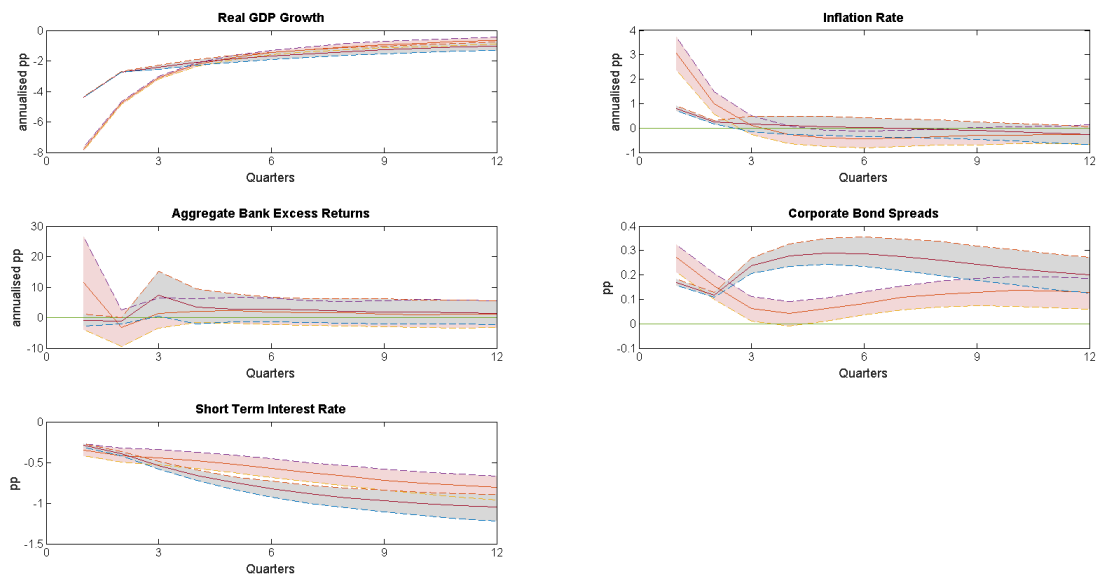 Real GDP Growth
annualised pp
0
-2
-4
-6
-8
0 3 6 9 12
Quarters
Inflation Rate
annualised pp
4
3
2
1
0
-1
0 3 6 9 12
Quarters
Aggregate Bank Excess Returns
annualised pp
30
20
10
0
-10
0 3 6 9 12
Quarters
Corporate Bond Spreads
pp
0.4
0.3
0.2
0.1
0
-0.1
0 3 6 9 12
Quarters
Short Term Interest Rate
pp
0
-0.5
-1
-1.5
0 3 6 9 12
Quarters